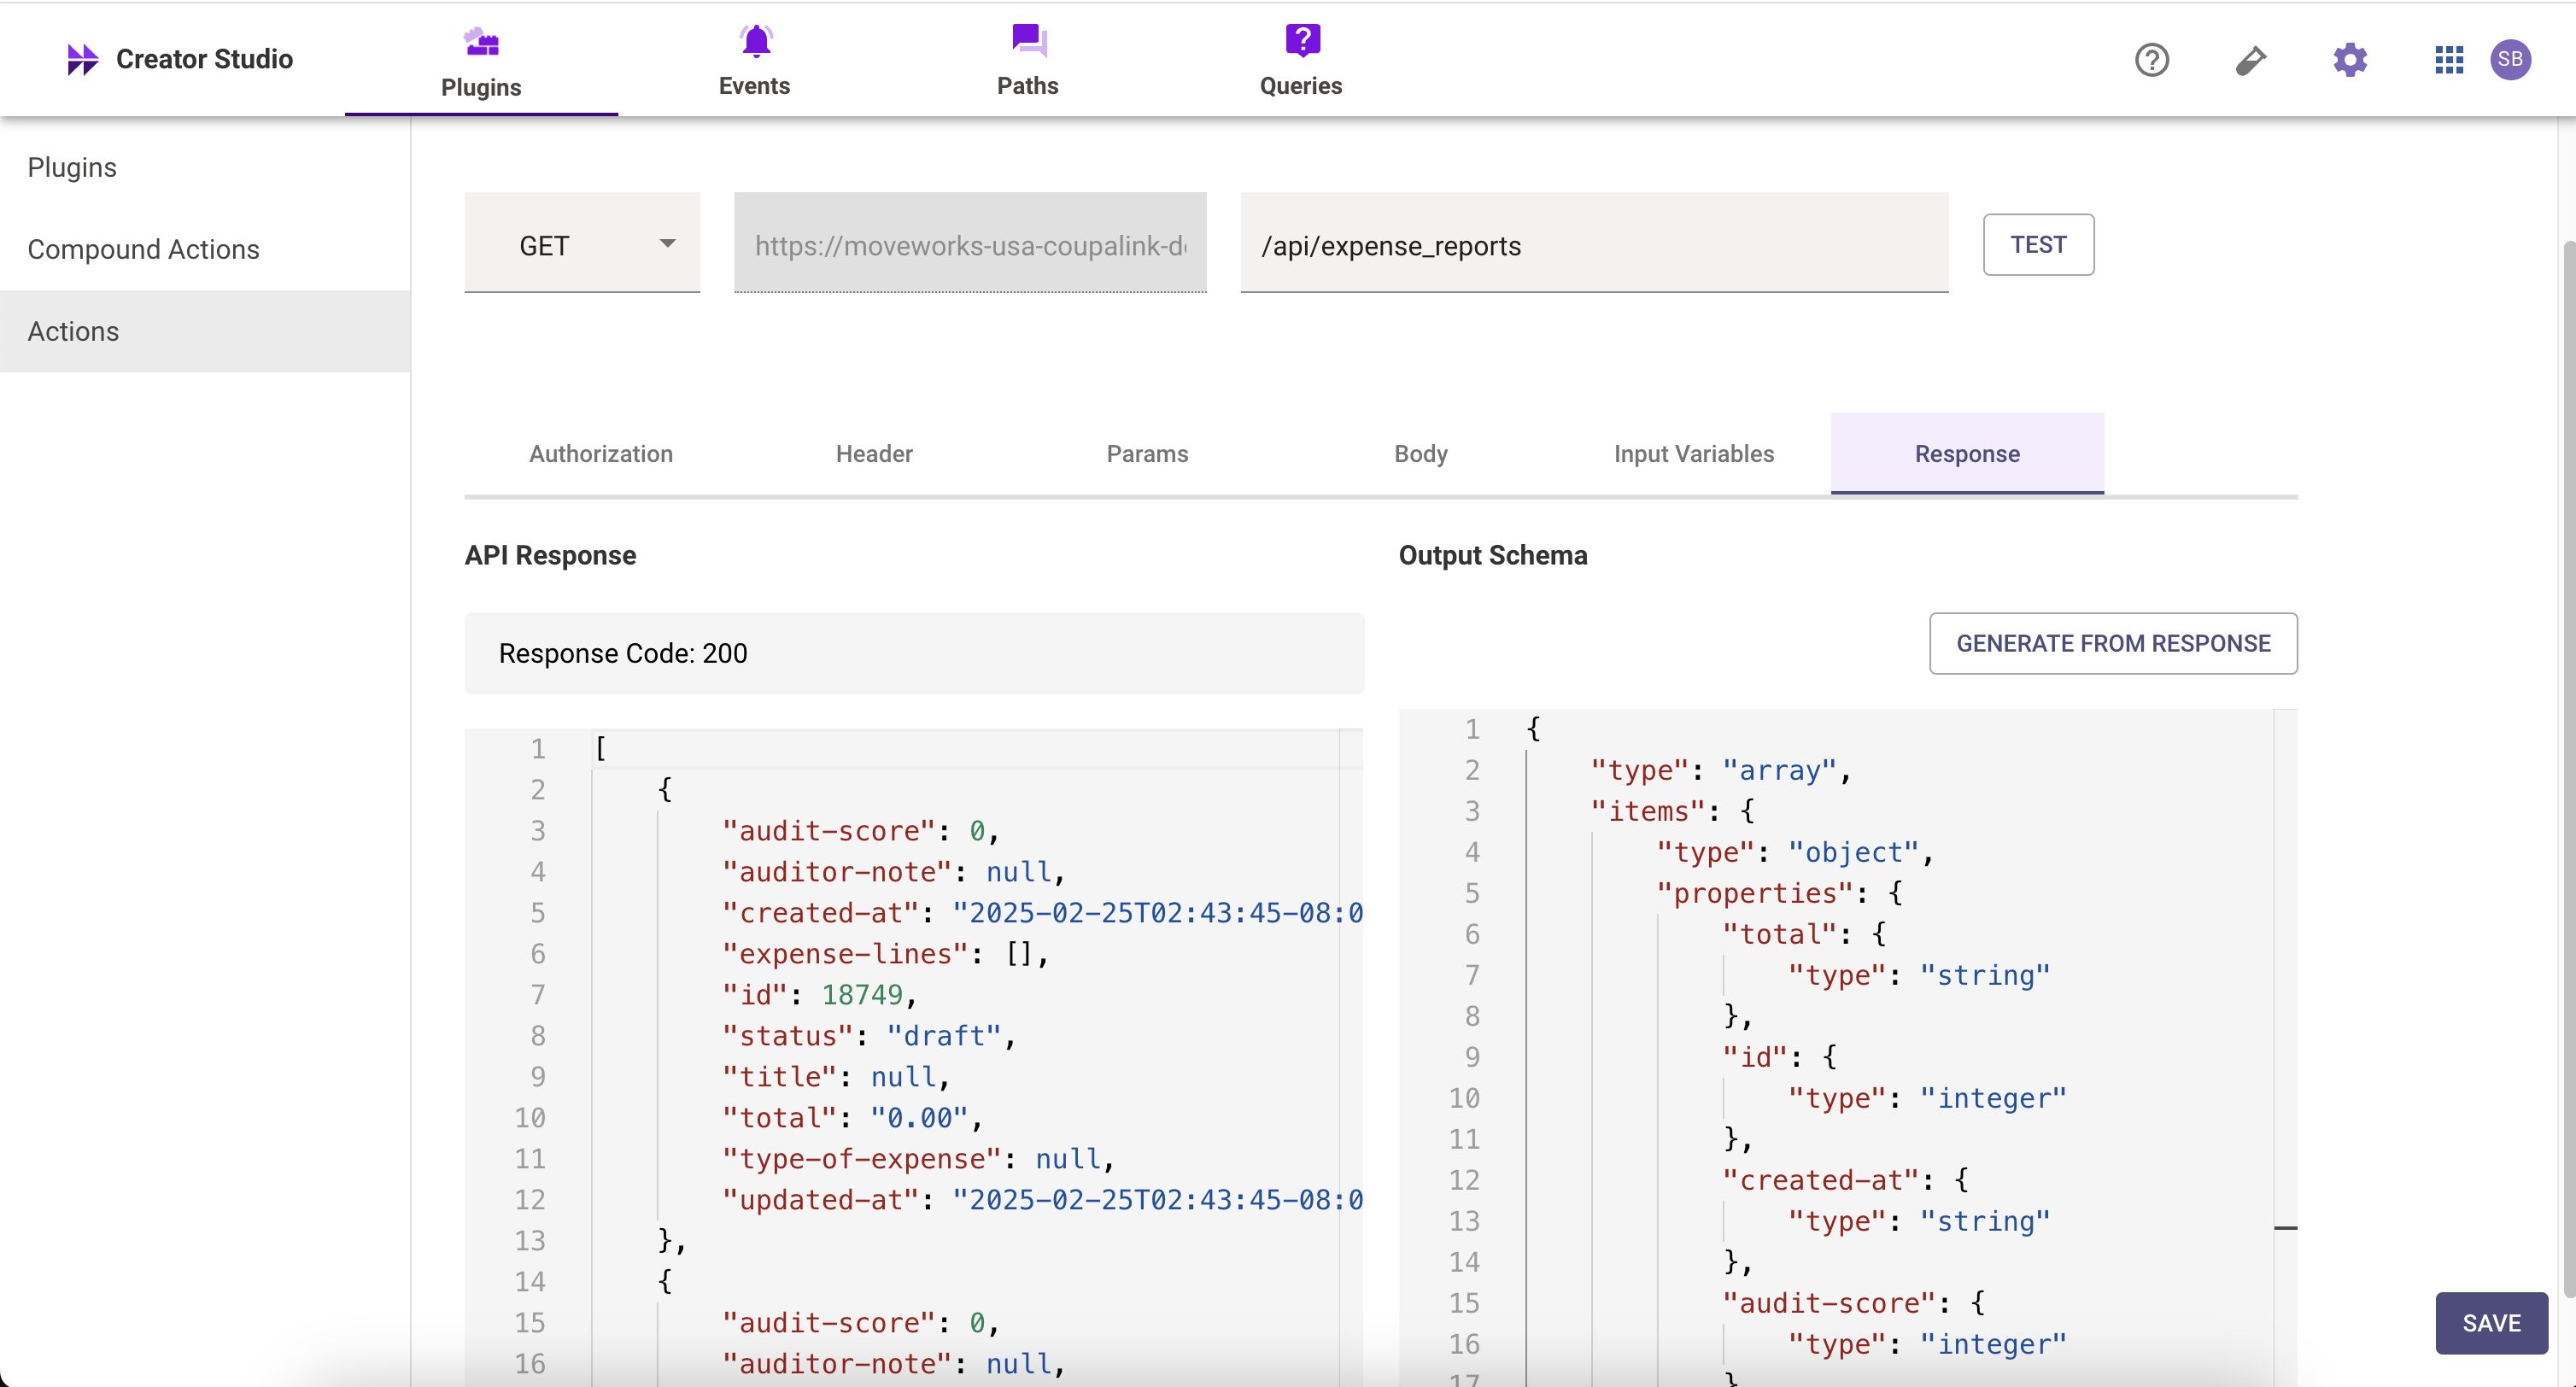 Creator Studio
Plugins
Events
Paths
Queries
SB
Plugins
Compound Actions
Actions
GET
https://moveworks-usa-coupalink-d
/api/expense_reports
TEST
Authorization
Header
Params
Body
Input Variables
Response
API Response
Response Code: 200
1 [
2 {
3 "audit-score": 0,
4 "auditor-note": null,
5 "created-at": "2025-02-25T02:43:45-08:0
6 "expense-lines": [],
7 "id": 18749,
8 "status": "draft",
9 "title": null,
10 "total": "0.00",
11 "type-of-expense": null,
12 "updated-at": "2025-02-25T02:43:45-08:0
13 },
14 {
15 "audit-score": 0,
16 "auditor-note": null,
Output Schema
GENERATE FROM RESPONSE
1 {
2 "type": "array",
3 "items": {
4 "type": "object",
5 "properties": {
6 "total": {
7 "type": "string"
8 },
9 "id": {
10 "type": "integer"
11 },
12 "created-at": {
13 "type": "string"
14 },
15 "audit-score": {
16 "type": "integer"
17 }
SAVE